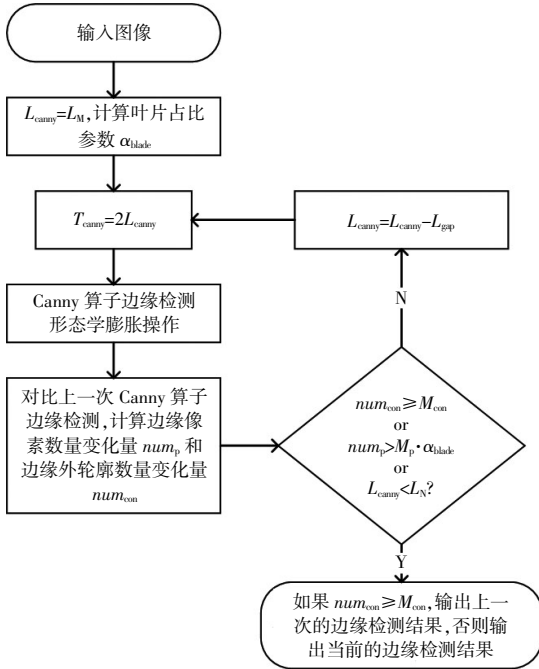 输入图像
L_canny=L_M,计算叶片占比
参数 α_blade
T_canny=2L_canny
L_canny=L_canny−L_gap
Canny 算子边缘检测
形态学膨胀操作
N
对比上一次 Canny 算子
边缘检测,计算边缘像
素数量变化量 num_p 和
边缘外轮廓数量变化量
num_con
num_con≥M_con
or
num_p>M_p·α_blade
or
L_canny<L_N?
Y
如果 num_con≥M_con,输出上一
次的边缘检测结果,否则输
出当前的边缘检测结果